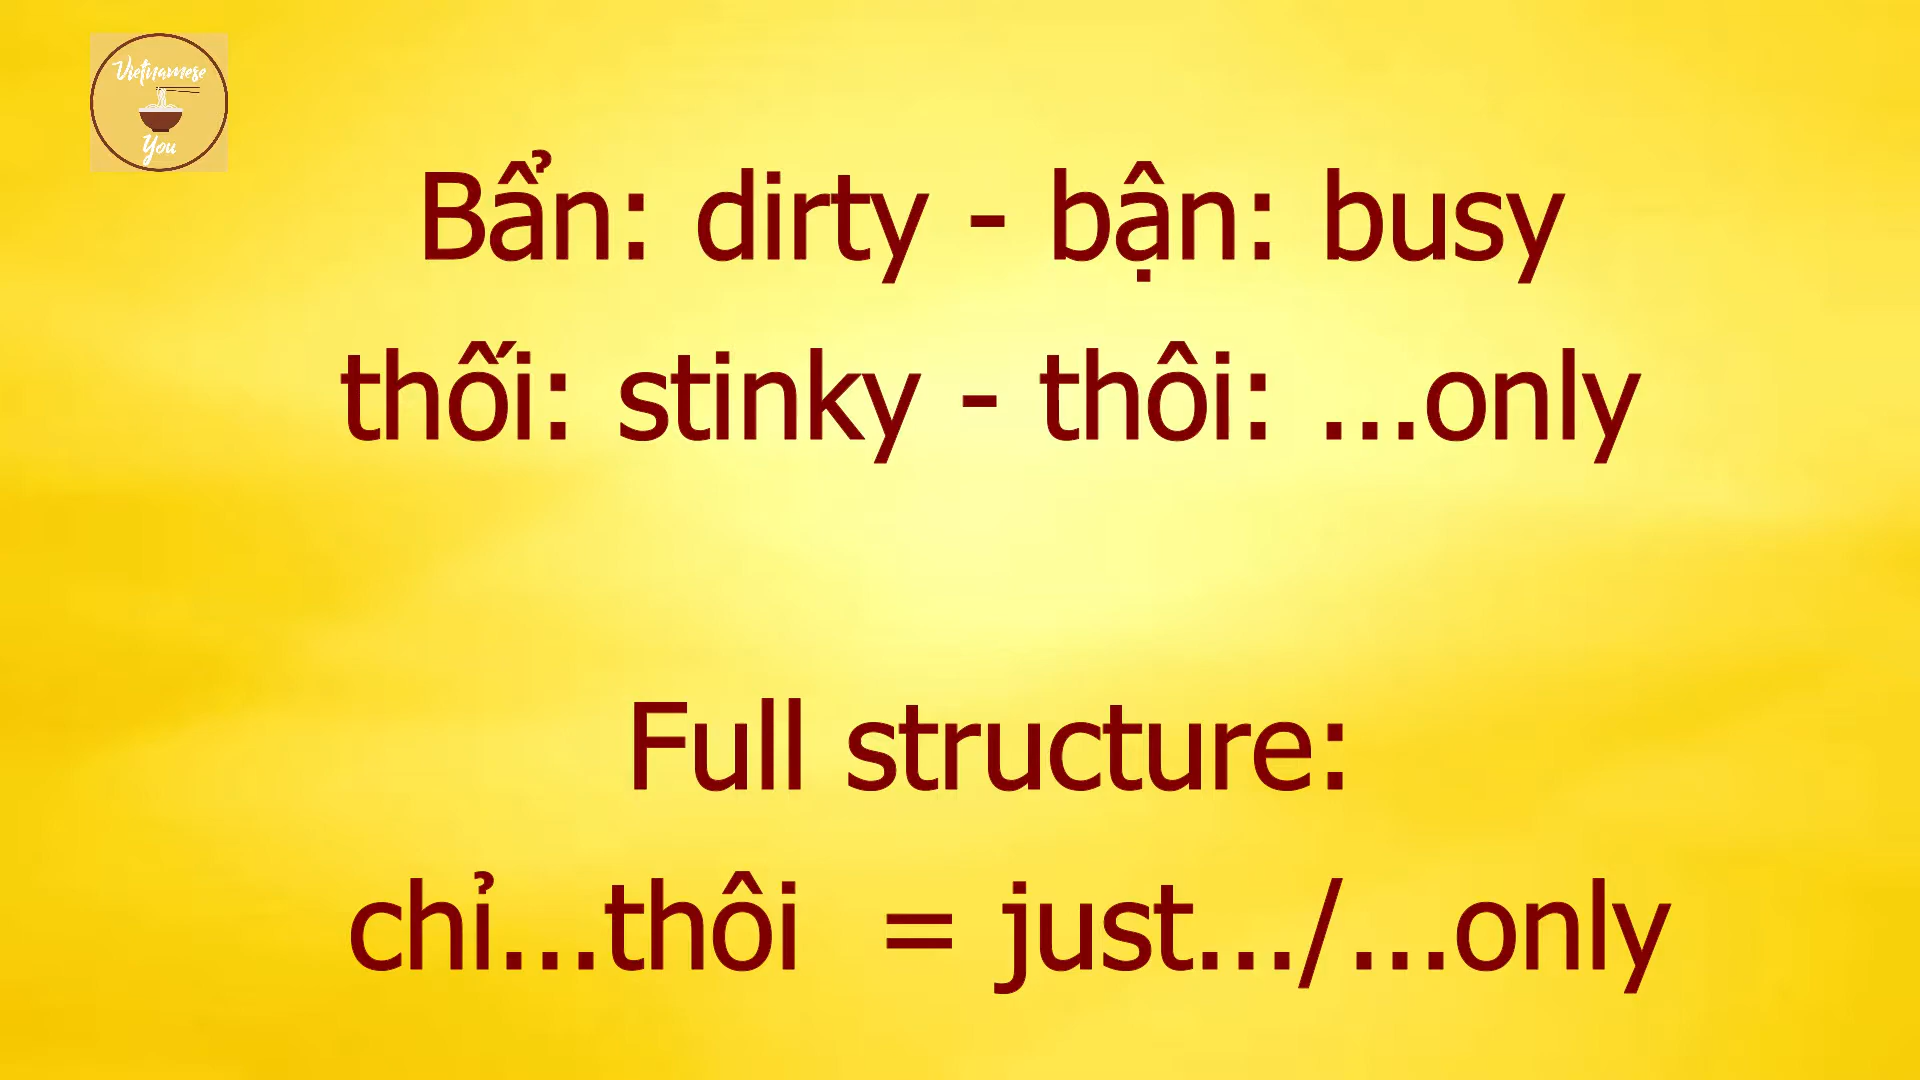 Vietnamese
You
Bẩn: dirty - bận: busy
thối: stinky - thôi: ...only
Full structure:
chỉ...thôi = just.../...only